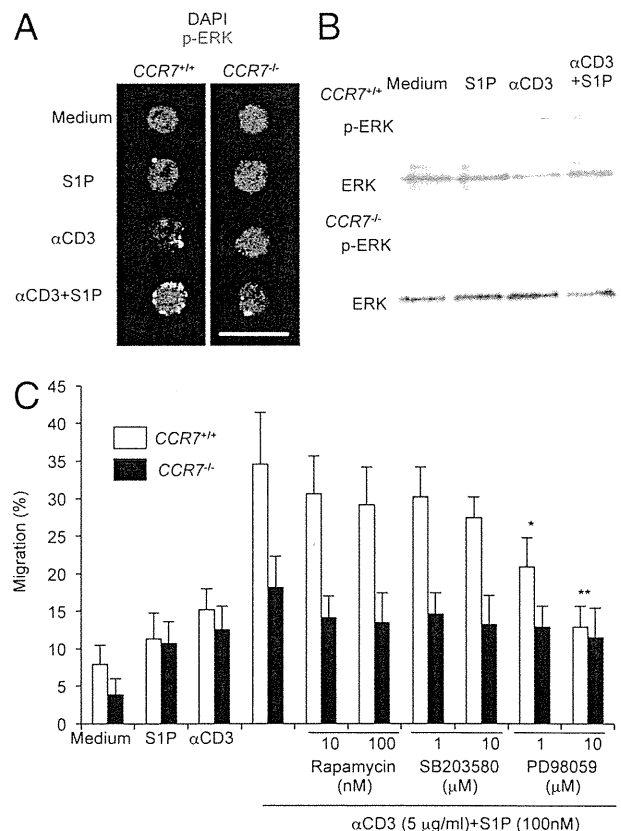 A
DAPI
p-ERK
CCR7+/+ CCR7-/-
Medium
S1P
αCD3
αCD3+S1P
B
Medium S1P αCD3 αCD3
+S1P
CCR7+/+
p-ERK
ERK
CCR7-/-
p-ERK
ERK
C
45
40
35
30
25
20
15
10
5
0
Migration (%)
CCR7+/+
CCR7-/-
*
**
Medium S1P αCD3
10 100 1 10 1 10
Rapamycin SB203580 PD98059
(nM) (μM) (μM)
αCD3 (5 μg/ml)+S1P (100nM)